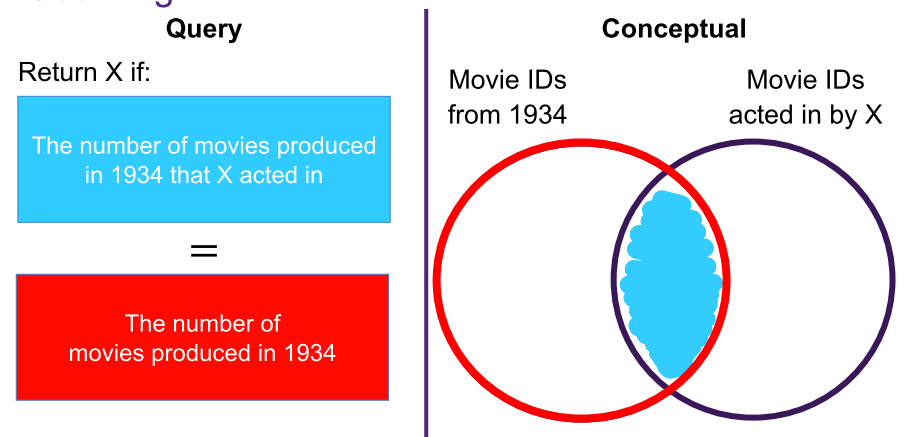 Query
Return X if:
The number of movies produced
in 1934 that X acted in
=
The number of
movies produced in 1934
Conceptual
Movie IDs
from 1934
Movie IDs
acted in by X